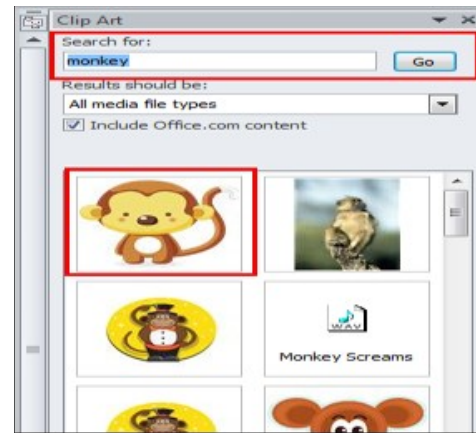 Clip Art
Search for:
monkey
Go
Results should be:
All media file types
Include Office.com content
WAV
Monkey Screams